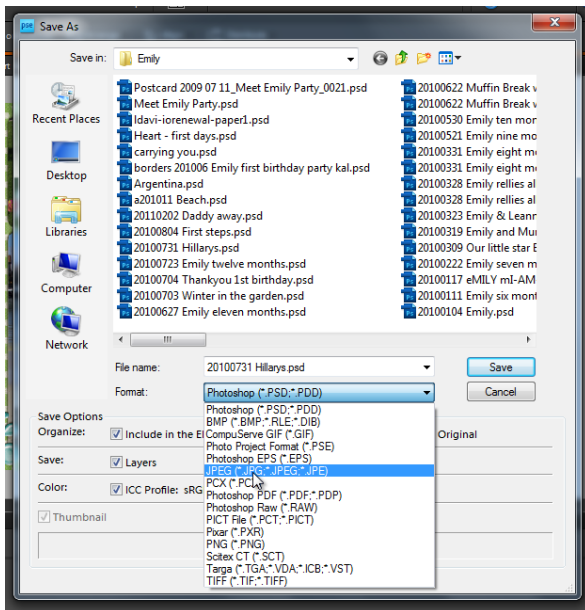 pse Save As
Save in: Emily
Recent Places
Desktop
Libraries
Computer
Network
Postcard 2009 07 11_Meet Emily Party_0021.psd
Meet Emily Party.psd
Idavi-iorenewal-paper1.psd
Heart - first days.psd
carrying you.psd
borders 201006 Emily first birthday party kal.psd
Argentina.psd
a201011 Beach.psd
20110202 Daddy away.psd
20100804 First steps.psd
20100731 Hillarys.psd
20100723 Emily twelve months.psd
20100704 Thankyou 1st birthday.psd
20100703 Winter in the garden.psd
20100627 Emily eleven months.psd
20100622 Muffin Break
20100622 Muffin Break
20100530 Emily ten mor
20100521 Emily nine mo
20100331 Emily eight m
20100331 Emily eight m
20100328 Emily rellies al
20100328 Emily rellies al
20100323 Emily & Leann
20100319 Emily and Mu
20100309 Our little star
20100222 Emily seven m
20100117 eMILY mI-AM
20100111 Emily six mont
20100104 Emily.psd
File name: 20100731 Hillarys.psd Save
Format: Photoshop (*.PSD;*.PDD) Cancel
Photoshop (*.PSD;*.PDD)
BMP (*.BMP;*.RLE;*.DIB)
CompuServe GIF (*.GIF)
Photo Project Format (*.PSE)
Photoshop EPS (*.EPS)
JPEG (*.JPG;*.JPEG;*.JPE)
PCX (*.PC
Photoshop PDF (*.PDF;*.PDP)
Photoshop Raw (*.RAW)
PICT File (*.PCT;*.PICT)
Pixar (*.PXR)
PNG (*.PNG)
Scitex CT (*.SCT)
Targa (*.TGA;*.VDA;*.ICB;*.VST)
TIFF (*.TIF;*.TIFF)
Save Options
Organize: Include in the Original
Save: Layers
Color: ICC Profile: sRG
Thumbnail